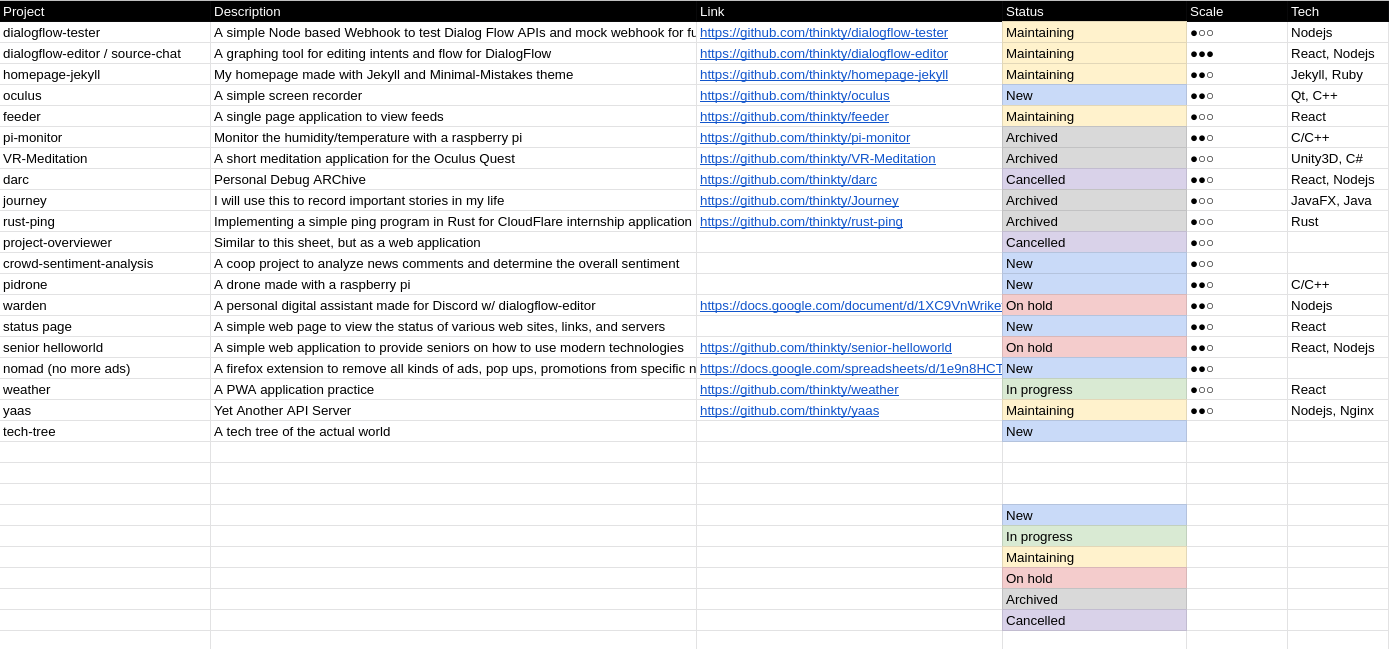 Project Description Link Status Scale Tech
dialogflow-tester A simple Node based Webhook to test Dialog Flow APIs and mock webhook for fu https://github.com/thinkty/dialogflow-tester Maintaining ●○○ Nodejs
dialogflow-editor / source-chat A graphing tool for editing intents and flow for DialogFlow https://github.com/thinkty/dialogflow-editor Maintaining ●●● React, Nodejs
homepage-jekyll My homepage made with Jekyll and Minimal-Mistakes theme https://github.com/thinkty/homepage-jekyll Maintaining ●●○ Jekyll, Ruby
oculus A simple screen recorder https://github.com/thinkty/oculus New ●●○ Qt, C++
feeder A single page application to view feeds https://github.com/thinkty/feeder Maintaining ●○○ React
pi-monitor Monitor the humidity/temperature with a raspberry pi https://github.com/thinkty/pi-monitor Archived ●●○ C/C++
VR-Meditation A short meditation application for the Oculus Quest https://github.com/thinkty/VR-Meditation Archived ●○○ Unity3D, C#
darc Personal Debug ARChive https://github.com/thinkty/darc Cancelled ●●○ React, Nodejs
journey I will use this to record important stories in my life https://github.com/thinkty/Journey Archived ●○○ JavaFX, Java
rust-ping Implementing a simple ping program in Rust for CloudFlare internship application https://github.com/thinkty/rust-ping Archived ●○○ Rust
project-overviewer Similar to this sheet, but as a web application Cancelled ●○○
crowd-sentiment-analysis A coop project to analyze news comments and determine the overall sentiment New ●○○
pidrone A drone made with a raspberry pi New ●●○ C/C++
warden A personal digital assistant made for Discord w/ dialogflow-editor https://docs.google.com/document/d/1XC9VnWrike On hold ●●○ Nodejs
status page A simple web page to view the status of various web sites, links, and servers New ●●○ React
senior helloworld A simple web application to provide seniors on how to use modern technologies https://github.com/thinkty/senior-helloworld On hold ●●○ React, Nodejs
nomad (no more ads) A firefox extension to remove all kinds of ads, pop ups, promotions from specific n https://docs.google.com/spreadsheets/d/1e9n8HCT New ●●○
weather A PWA application practice https://github.com/thinkty/weather In progress ●○○ React
yaas Yet Another API Server https://github.com/thinkty/yaas Maintaining ●●○ Nodejs, Nginx
tech-tree A tech tree of the actual world New
New
In progress
Maintaining
On hold
Archived
Cancelled